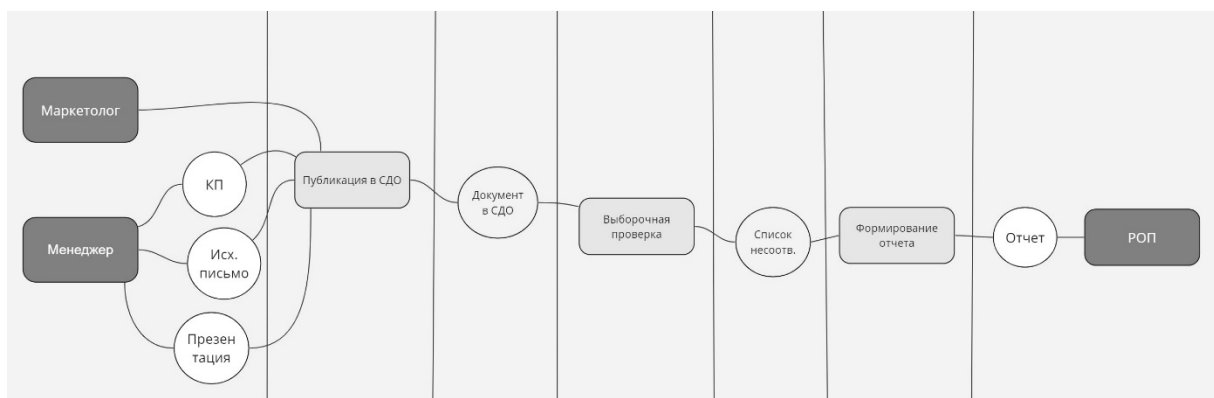 Маркетолог
КП
Менеджер
Исх.
письмо
Презен
тация
Публикация в СДО
Документ
в СДО
Выборочная
проверка
Список
несоотв.
Формирование
отчета
Отчет
РОП